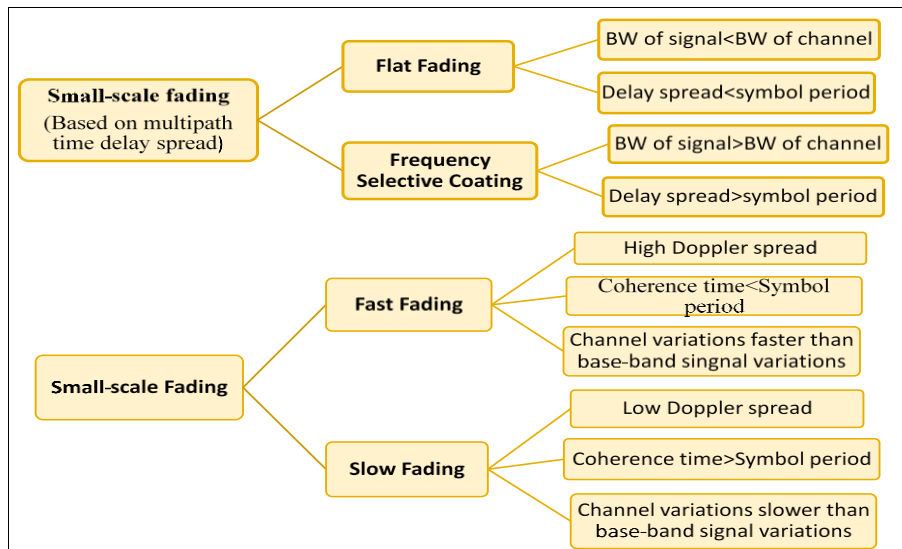 Small-scale fading
(Based on multipath
time delay spread)
Flat Fading
BW of signal<BW of channel
Delay spread<symbol period
Frequency
Selective Coating
BW of signal>BW of channel
Delay spread>symbol period
Small-scale Fading
Fast Fading
High Doppler spread
Coherence time<Symbol
period
Channel variations faster than
base-band singnal variations
Slow Fading
Low Doppler spread
Coherence time>Symbol period
Channel variations slower than
base-band signal variations